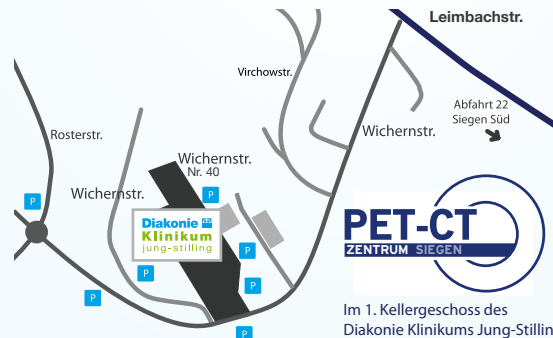 Leimbachstr.
Virchowstr.
Abfahrt 22
Siegen Süd
Rosterstr.
Wichernstr.
Wichernstr.
Nr. 40
Wichernstr.
P
P
Diakonie
Klinikum
jung-stilling
P
P
P
P
P
PET-CT
ZENTRUM SIEGEN
Im 1. Kellergeschoss des
Diakonie Klinikums Jung-Stillin